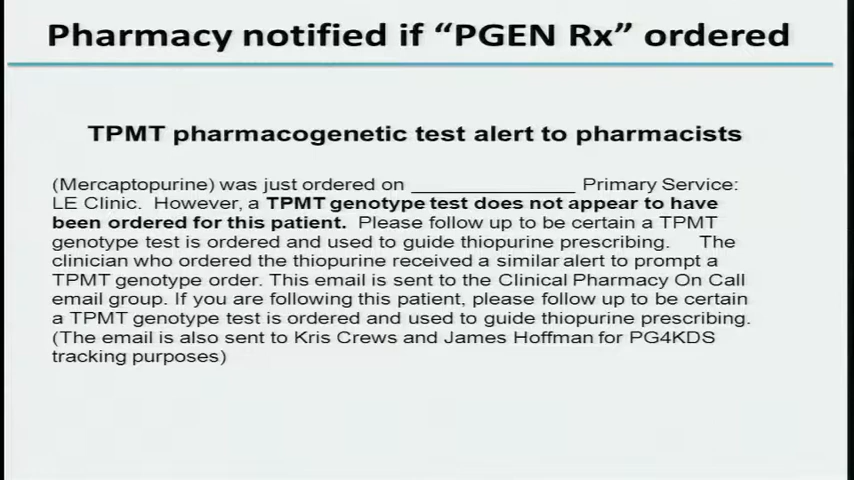 Pharmacy notified if “PGEN Rx” ordered
TPMT pharmacogenetic test alert to pharmacists
(Mercaptopurine) was just ordered on ________________ Primary Service:
LE Clinic. However, a TPMT genotype test does not appear to have
been ordered for this patient. Please follow up to be certain a TPMT
genotype test is ordered and used to guide thiopurine prescribing. The
clinician who ordered the thiopurine received a similar alert to prompt a
TPMT genotype order. This email is sent to the Clinical Pharmacy On Call
email group. If you are following this patient, please follow up to be certain
a TPMT genotype test is ordered and used to guide thiopurine prescribing.
(The email is also sent to Kris Crews and James Hoffman for PG4KDS
tracking purposes)